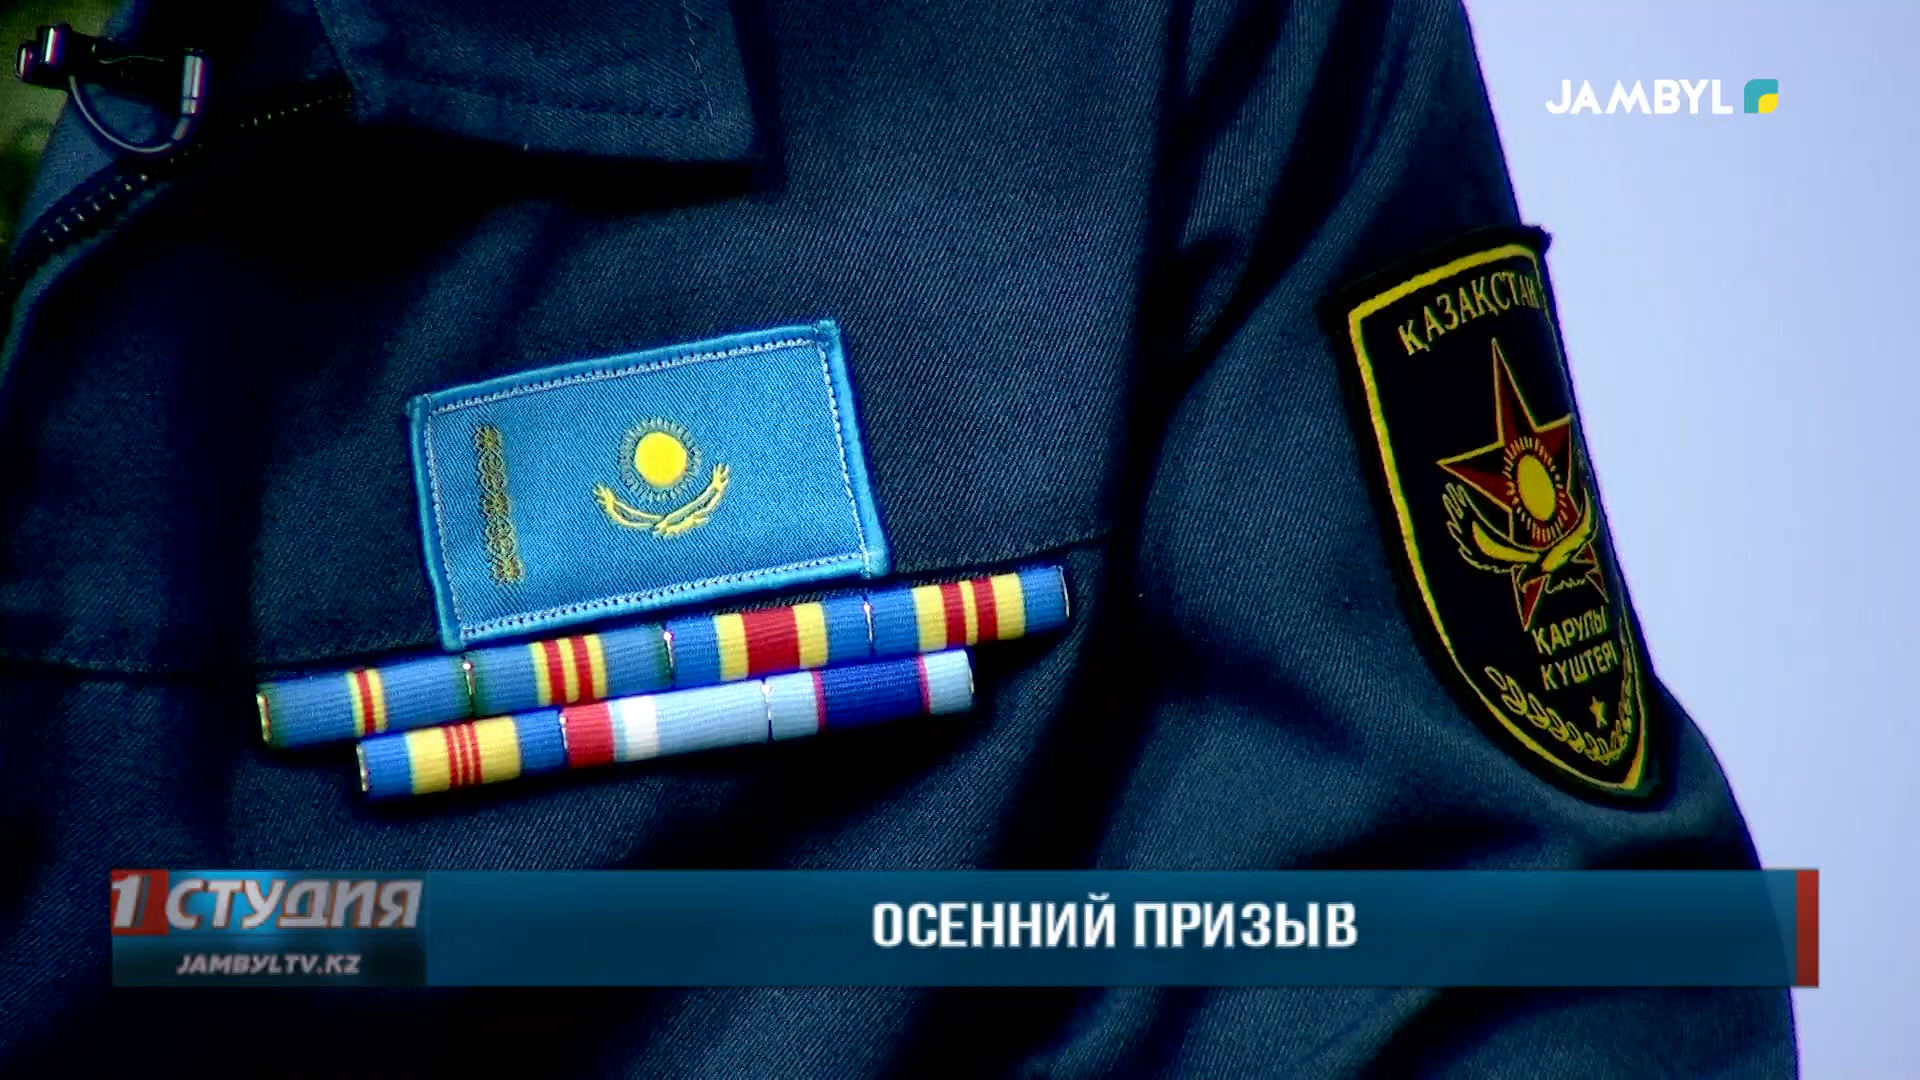 JAMBYL
ҚАЗАҚСТАН
ҚАРУЛЫ
КҮШТЕРІ
1 СТУДИЯ
JAMBYLTV.KZ
ОСЕННИЙ ПРИЗЫВ